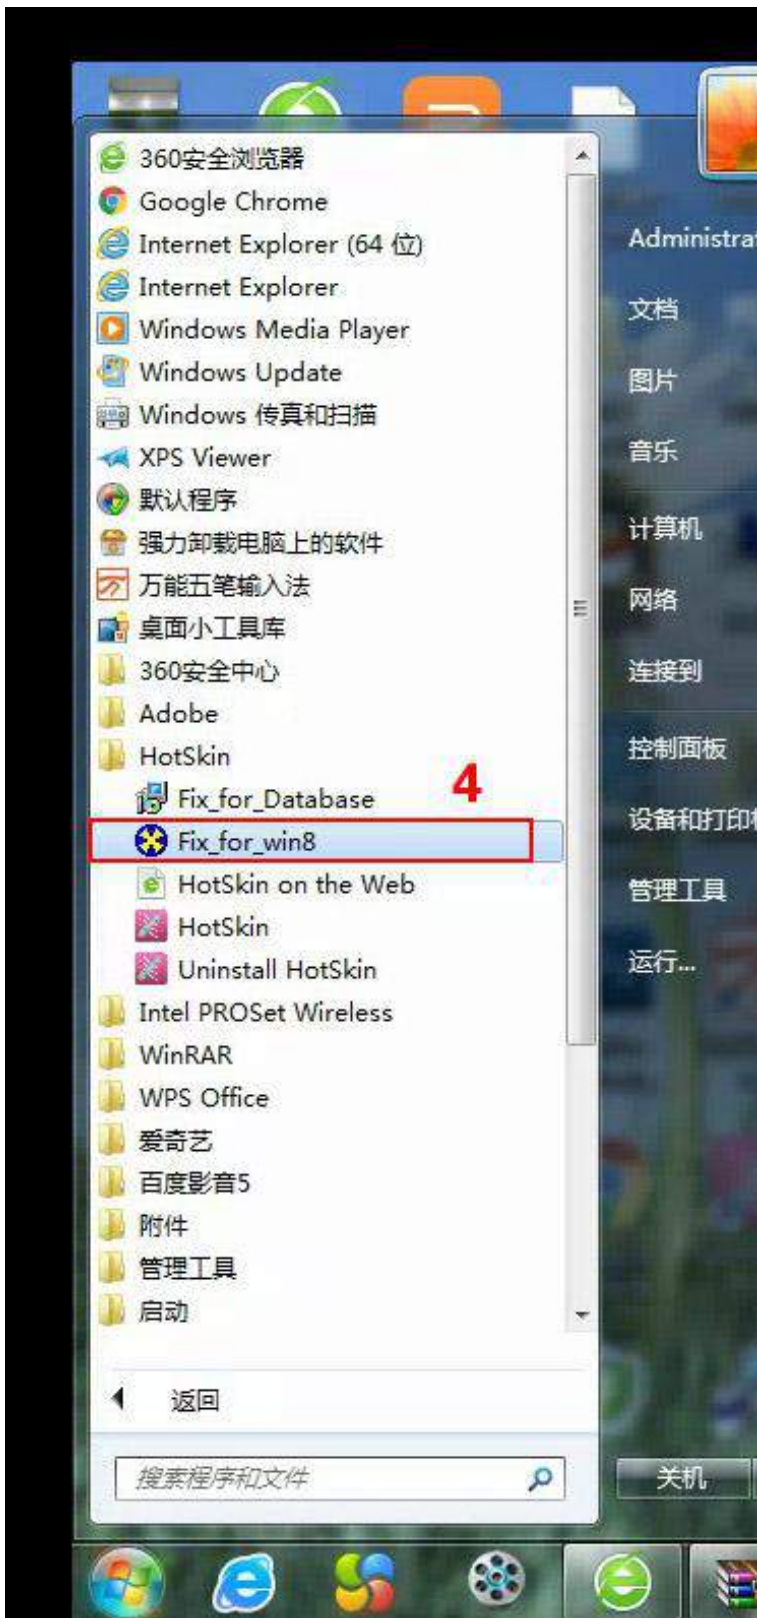 360安全浏览器
Google Chrome
Internet Explorer (64 位)
Internet Explorer
Windows Media Player
Windows Update
Windows 传真和扫描
XPS Viewer
默认程序
强力卸载电脑上的软件
万能五笔输入法
桌面小工具库
360安全中心
Adobe
HotSkin
4
Fix_for_Database
Fix_for_win8
HotSkin on the Web
HotSkin
Uninstall HotSkin
Intel PROSet Wireless
WinRAR
WPS Office
爱奇艺
百度影音5
附件
管理工具
启动
返回
搜索程序和文件
Administrat
文档
图片
音乐
计算机
网络
连接到
控制面板
设备和打印机
管理工具
运行...
关机